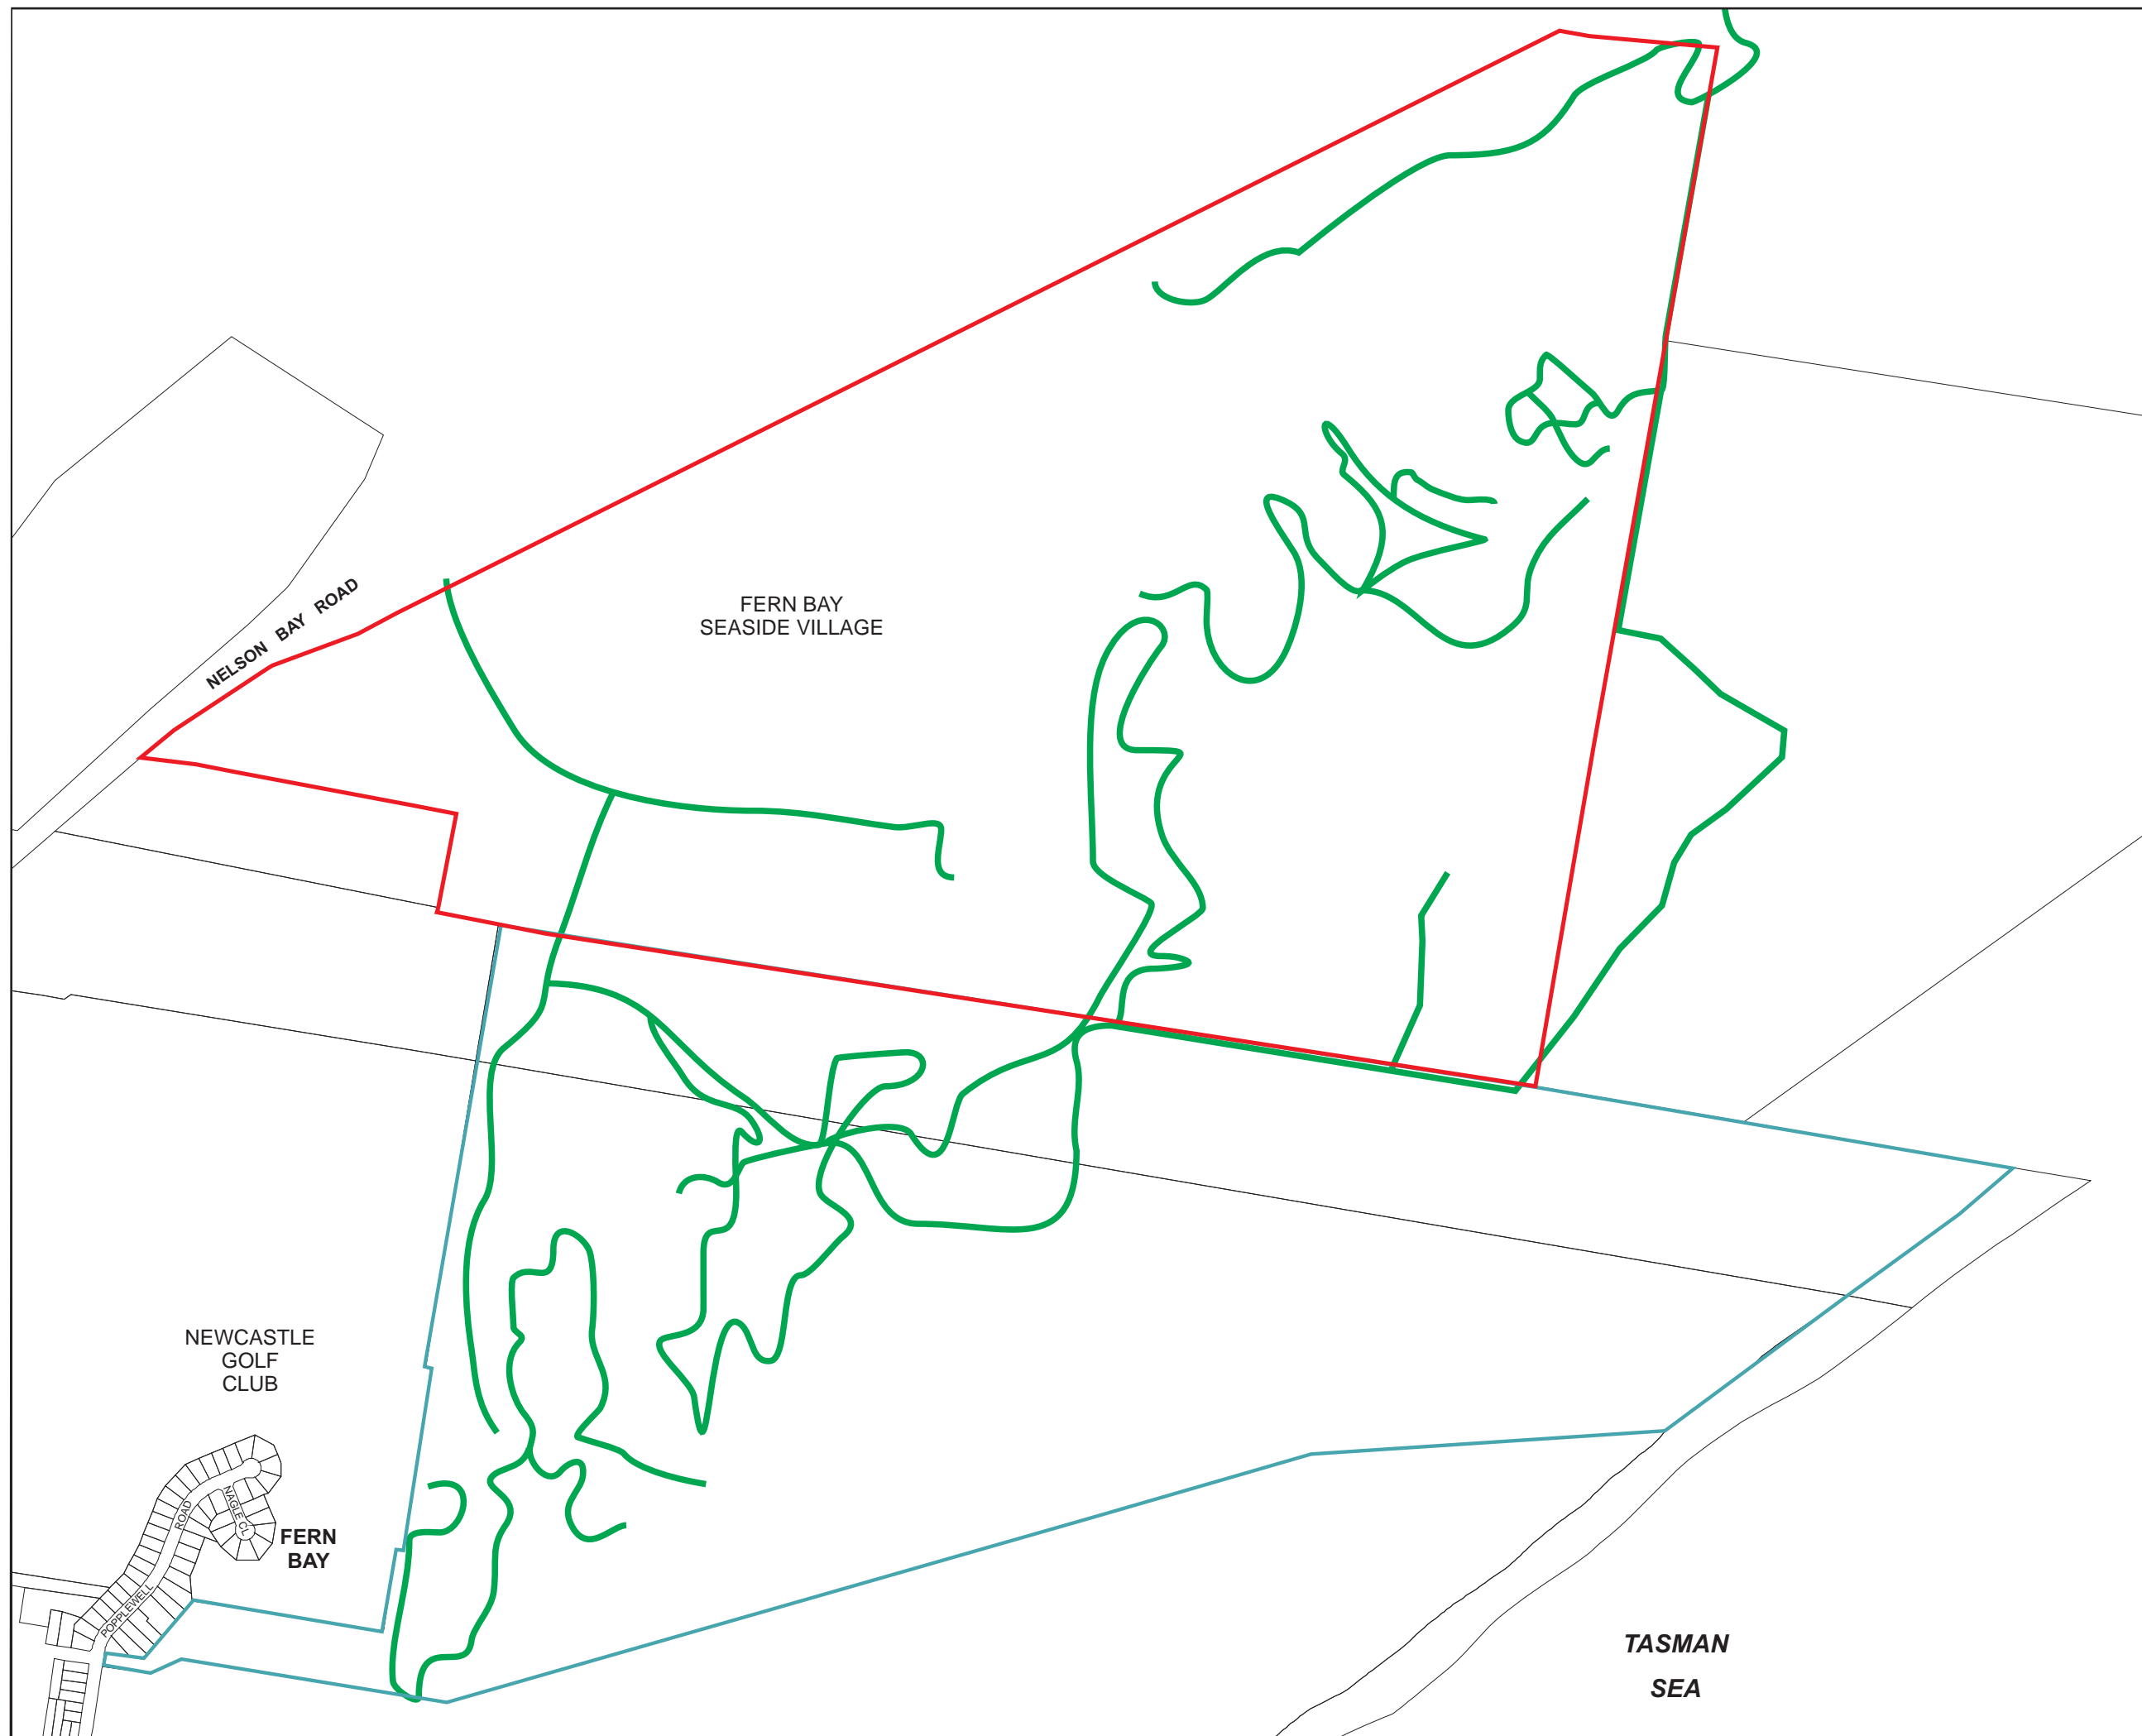 FERN BAY
SEASIDE VILLAGE
NELSON BAY ROAD
NEWCASTLE
GOLF
CLUB
NAGLE CL
ROAD
FERN
BAY
POPPLEWELL
TASMAN
SEA